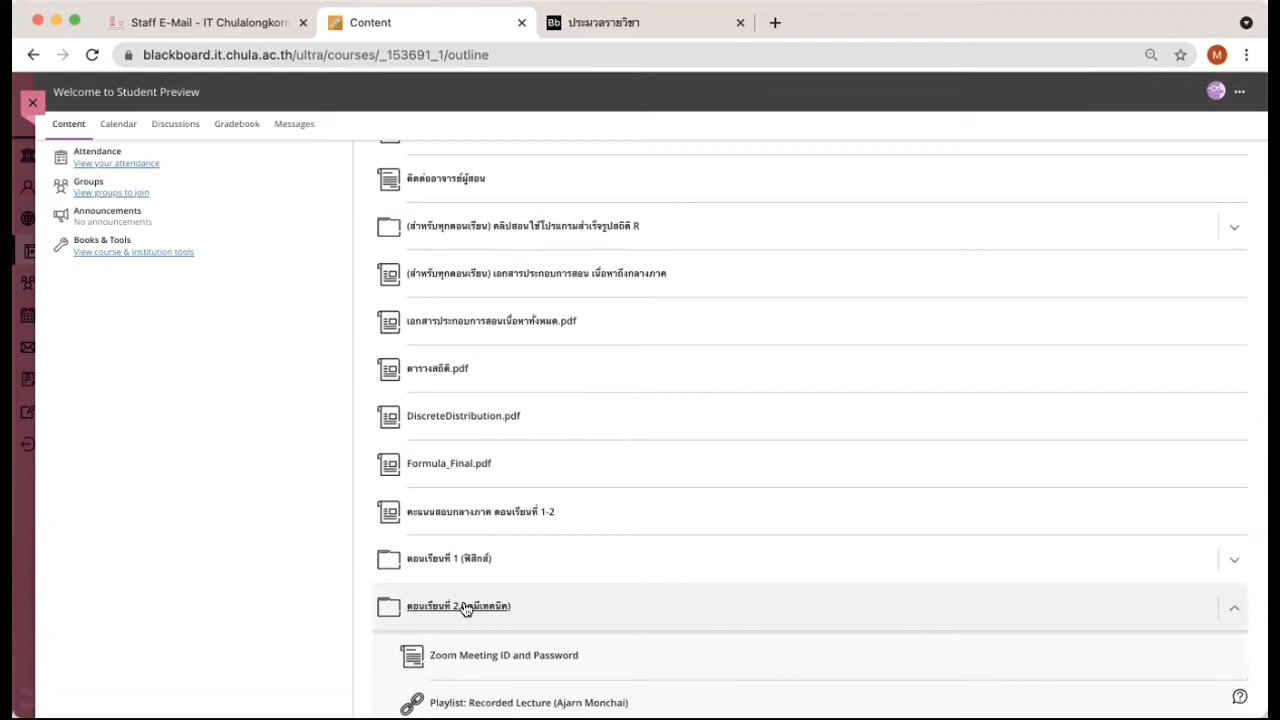 Staff E-Mail - IT Chulalongkorn
Content
Bb ประมวลรายวิชา
blackboard.it.chula.ac.th/ultra/courses/_153691_1/outline
M
Welcome to Student Preview
Content Calendar Discussions Gradebook Messages
Attendance
View your attendance
Groups
View groups to join
Announcements
No announcements
Books & Tools
View course & institution tools
ติดต่ออาจารย์ผู้สอน
(สำหรับทุกตอนเรียน) คลิปสอนใช้โปรแกรมสำเร็จรูปสถิติ R
(สำหรับทุกตอนเรียน) เอกสารประกอบการสอน เนื้อหาถึงกลางภาค
เอกสารประกอบการสอนเนื้อหาทั้งหมด.pdf
ตารางสถิติ.pdf
DiscreteDistribution.pdf
Formula_Final.pdf
คะแนนสอบกลางภาค ตอนเรียนที่ 1-2
ตอนเรียนที่ 1 (ฟิสิกส์)
ตอนเรียนที่ 2
Zoom Meeting ID and Password
Playlist: Recorded Lecture (Ajarn Monchai)